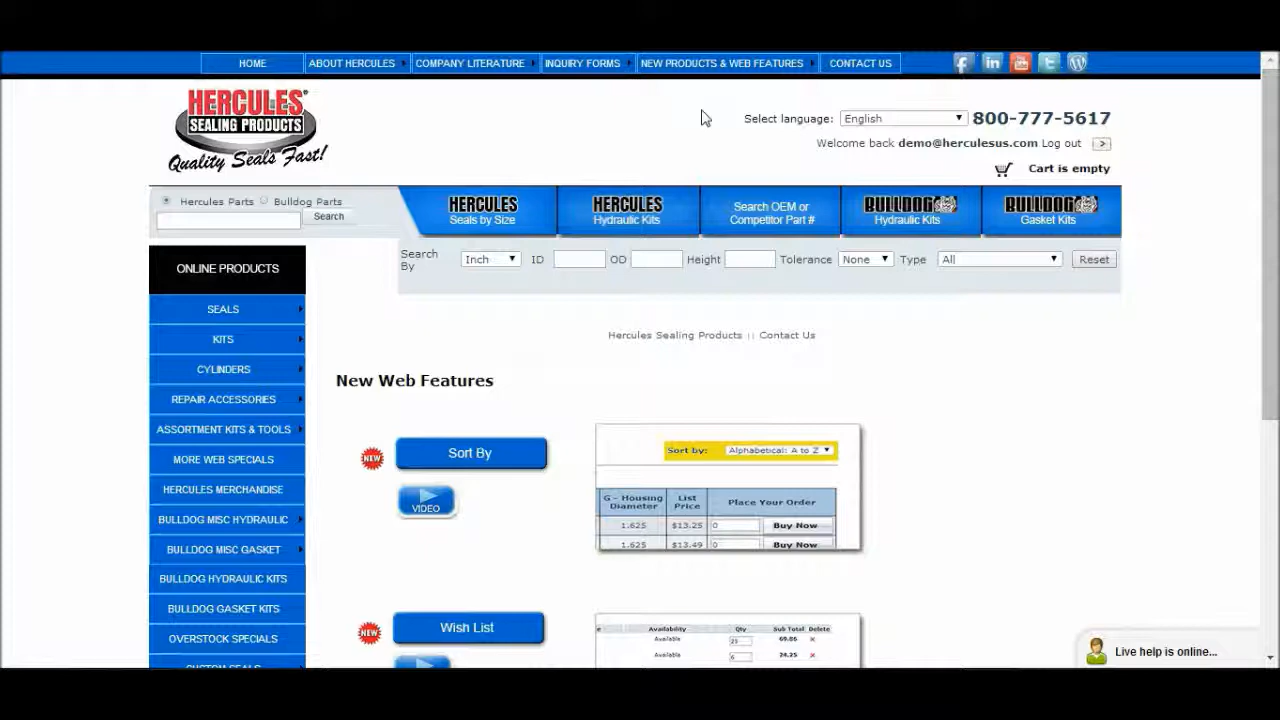 HOME ABOUT HERCULES COMPANY LITERATURE INQUIRY FORMS NEW PRODUCTS & WEB FEATURES CONTACT US
HERCULES
SEALING PRODUCTS
Quality Seals Fast!
Select language: English 800-777-5617
Welcome back demo@herculesus.com Log out >
Cart is empty
Hercules Parts Bulldog Parts
Search
HERCULES
Seals by Size
HERCULES
Hydraulic Kits
Search OEM or
Competitor Part #
BULLDOG
Hydraulic Kits
BULLDOG
Gasket Kits
Search
By
Inch ID OD Height Tolerance None Type All Reset
ONLINE PRODUCTS
SEALS
KITS
CYLINDERS
REPAIR ACCESSORIES
ASSORTMENT KITS & TOOLS
MORE WEB SPECIALS
HERCULES MERCHANDISE
BULLDOG MISC HYDRAULIC
BULLDOG MISC GASKET
BULLDOG HYDRAULIC KITS
BULLDOG GASKET KITS
OVERSTOCK SPECIALS
CUSTOM SEALS
Hercules Sealing Products :: Contact Us
New Web Features
NEW Sort By
VIDEO
Sort by: Alphabetical: A to Z
G - Housing
Diameter
List
Price
Place Your Order
1.625 $13.25 0 Buy Now
1.625 $13.49 0 Buy Now
NEW Wish List
Availability Qty Sub Total Delete
Available 69.86 x
Available 6 24.25 x
Live help is online...